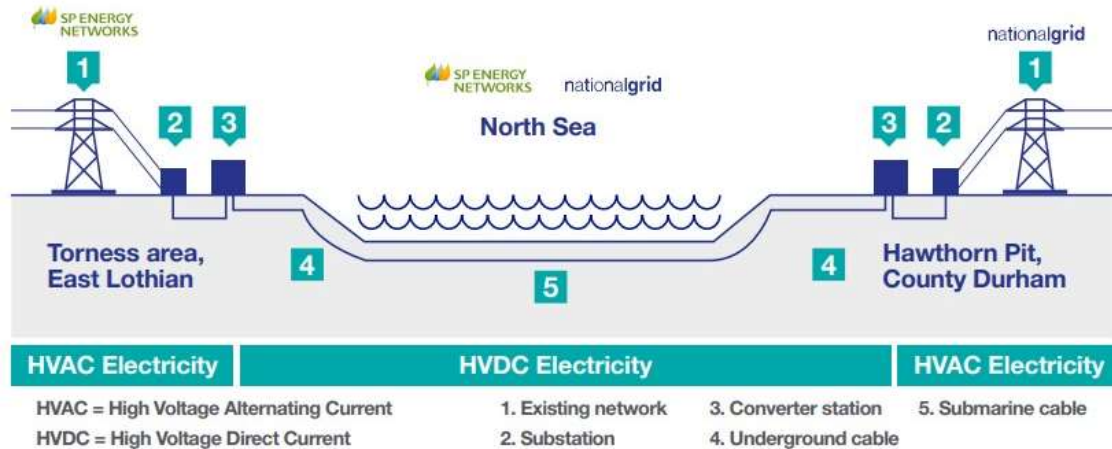 SP ENERGY
NETWORKS
nationalgrid
1
1
SP ENERGY
NETWORKS
nationalgrid
2
3
North Sea
3
2
Torness area,
East Lothian
4
5
4
Hawthorn Pit,
County Durham
HVAC Electricity
HVDC Electricity
HVAC Electricity
HVAC = High Voltage Alternating Current
HVDC = High Voltage Direct Current
1. Existing network
2. Substation
3. Converter station
4. Underground cable
5. Submarine cable